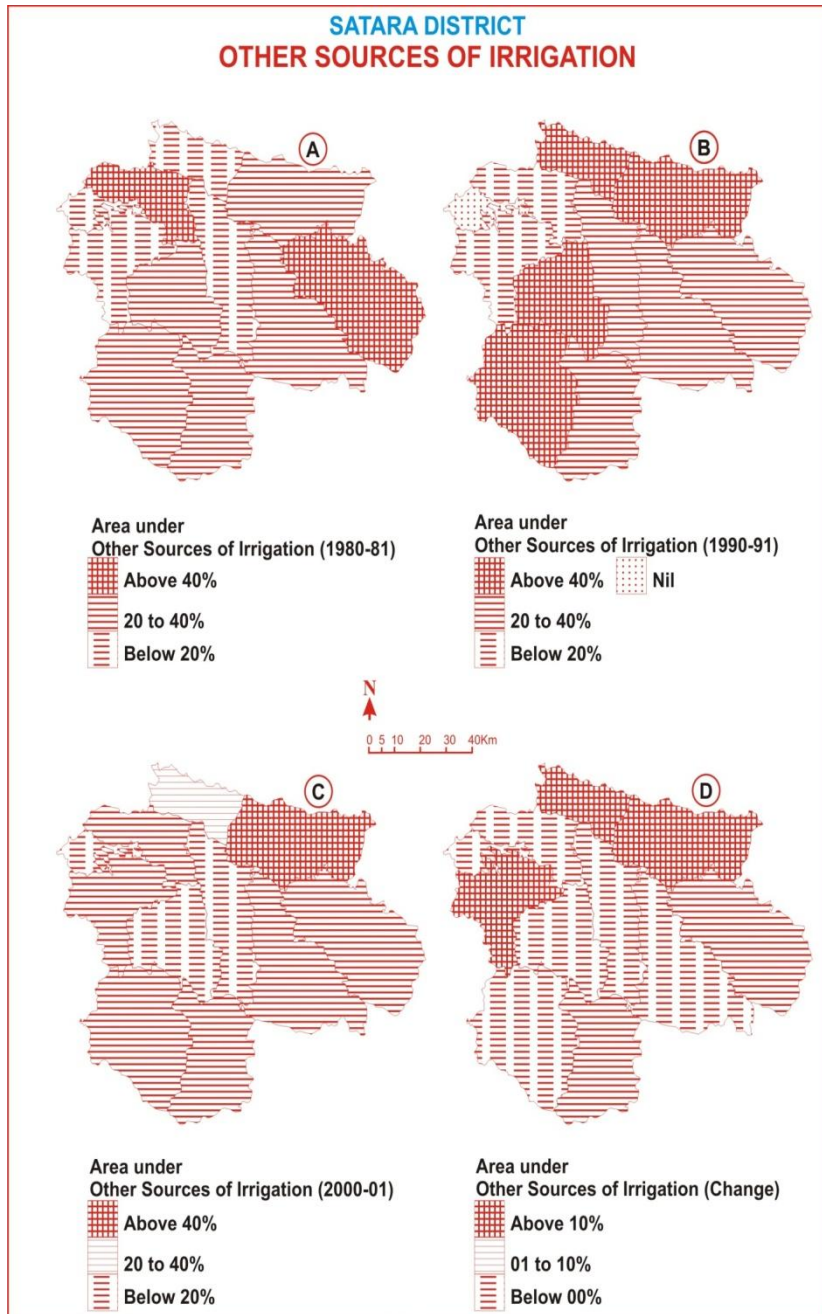 SATARA DISTRICT
OTHER SOURCES OF IRRIGATION
A
B
Area under
Other Sources of Irrigation (1980-81)
Above 40%
20 to 40%
Below 20%
Area under
Other Sources of Irrigation (1990-91)
Above 40% Nil
20 to 40%
Below 20%
N
0 5 10 20 30 40Km
C
D
Area under
Other Sources of Irrigation (2000-01)
Above 40%
20 to 40%
Below 20%
Area under
Other Sources of Irrigation (Change)
Above 10%
01 to 10%
Below 00%